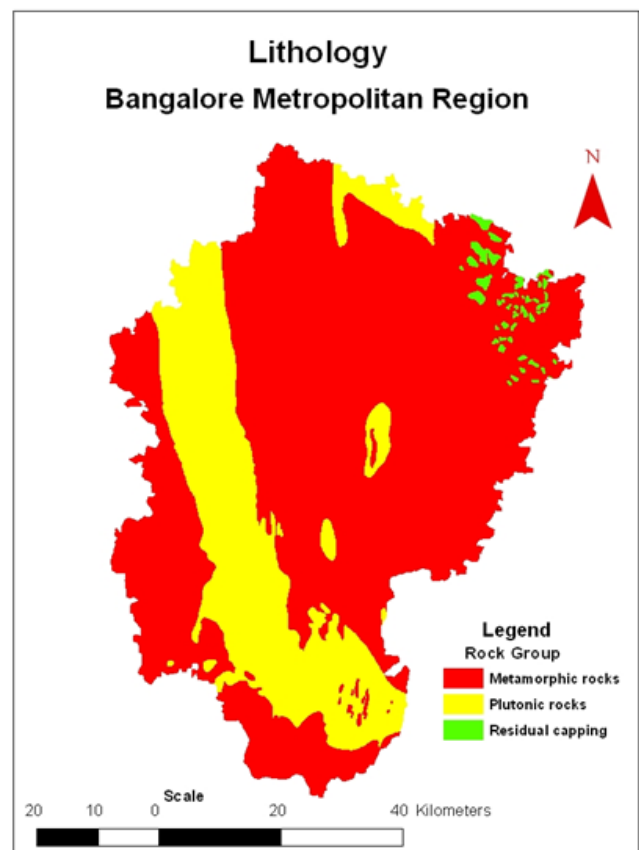 Lithology
Bangalore Metropolitan Region
N
Legend
Rock Group
Metamorphic rocks
Plutonic rocks
Residual capping
Scale
20 10 0 20 40 Kilometers